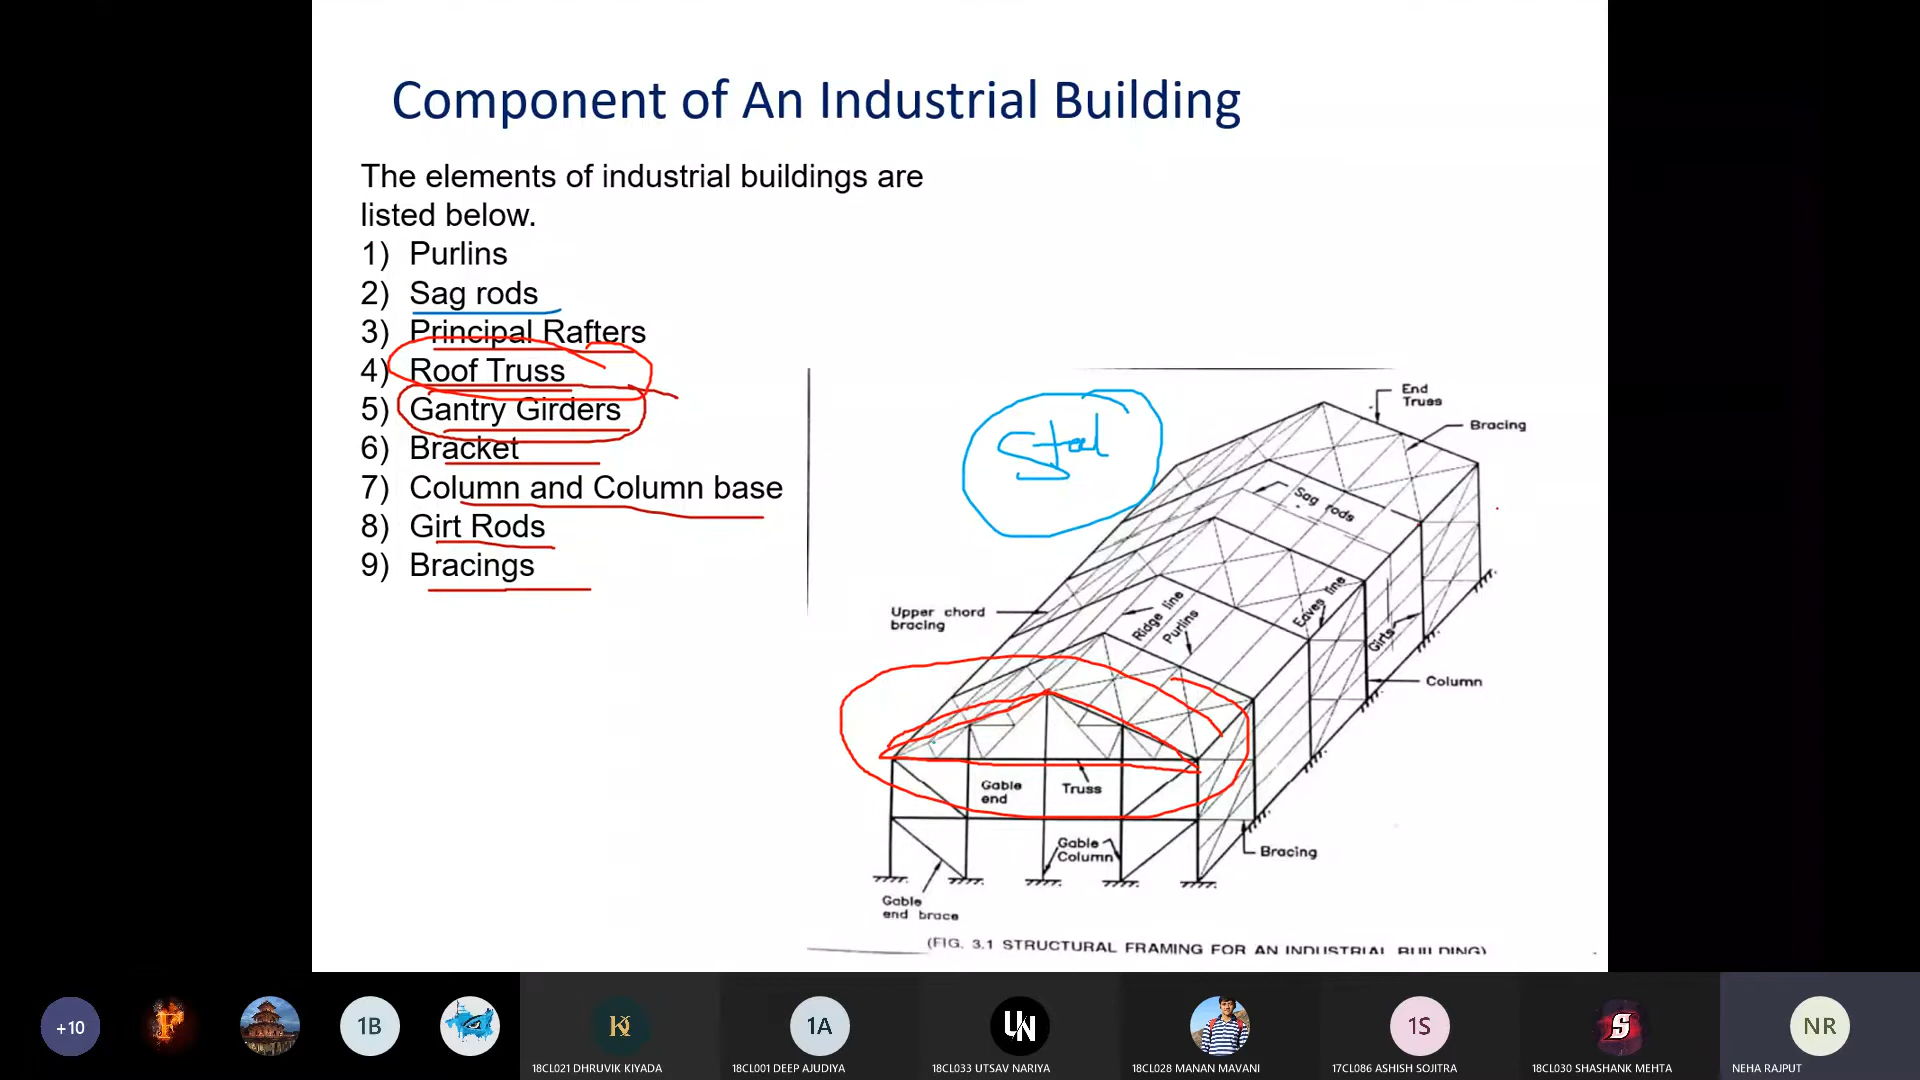 Component of An Industrial Building
The elements of industrial buildings are
listed below.
1) Purlins
2) Sag rods
3) Principal Rafters
4) Roof Truss
5) Gantry Girders
6) Bracket
7) Column and Column base
8) Girt Rods
9) Bracings
Steel
End
Truss
Bracing
Sag rods
Upper chord
bracing
Ridge line
Purlins
Eaves line
Girts
Column
Gable
end
Truss
Gable
Column
Bracing
Gable
end brace
(FIG. 3.1 STRUCTURAL FRAMING FOR AN INDUSTRIAL BUILDING)
+10
F
1B
K
1A
UN
1S
S
NR
18CL021 DHRUVIK KIYADA
18CL001 DEEP AJUDIYA
18CL033 UTSAV NARIYA
18CL028 MANAN MAVANI
17CL086 ASHISH SOJITRA
18CL030 SHASHANK MEHTA
NEHA RAJPUT